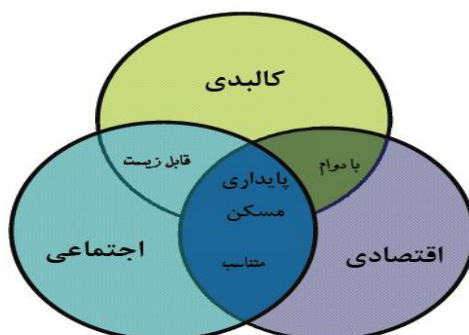 کالبدی
قابل زیست
با دوام
پایداری
مسکن
متناسب
اجتماعی
اقتصادی